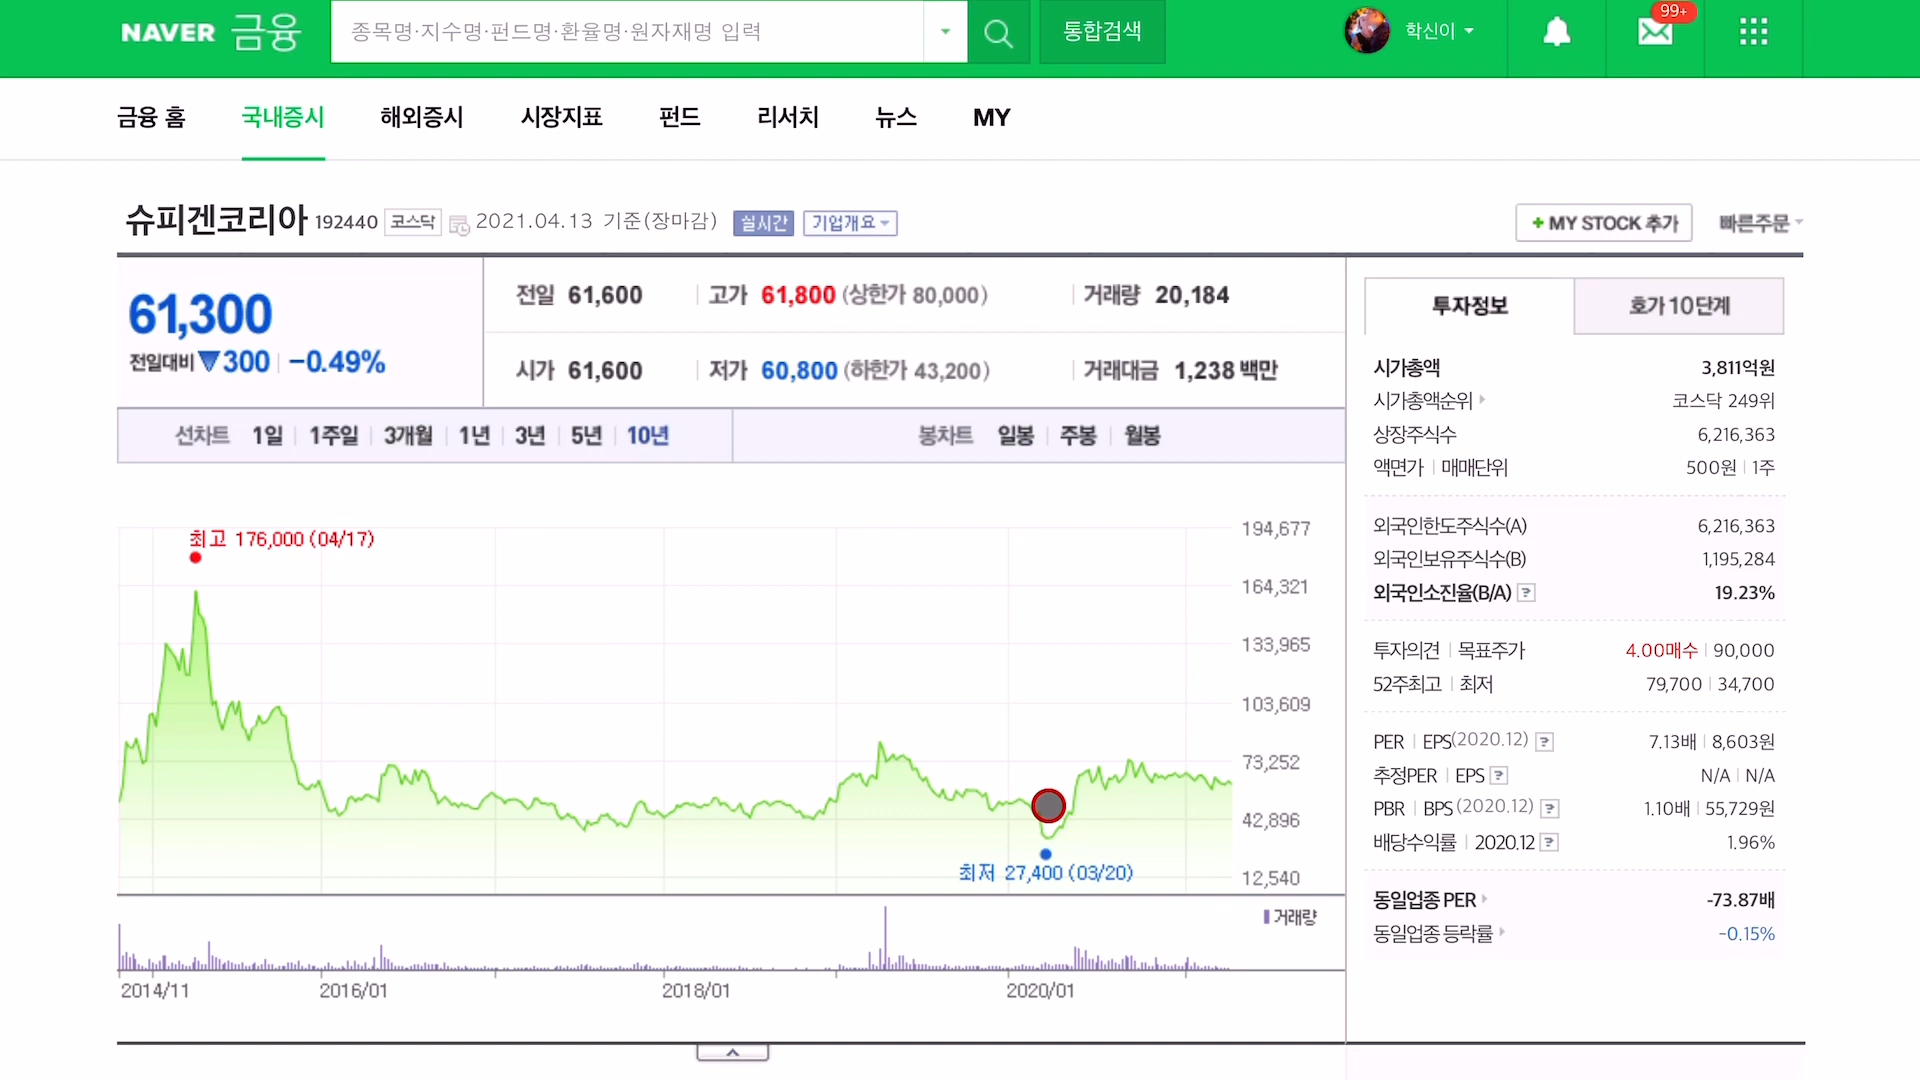 NAVER 금융
종목명·지수명·펀드명·환율명·원자재명 입력
통합검색
학신이
99+
금융 홈 국내증시 해외증시 시장지표 펀드 리서치 뉴스 MY
슈피겐코리아 192440 코스닥 2021.04.13 기준(장마감) 실시간 기업개요
+ MY STOCK 추가 빠른주문
61,300
전일대비 ▼300 -0.49%
전일 61,600 고가 61,800 (상한가 80,000) 거래량 20,184
시가 61,600 저가 60,800 (하한가 43,200) 거래대금 1,238 백만
선차트 1일 1주일 3개월 1년 3년 5년 10년 봉차트 일봉 주봉 월봉
최고 176,000 (04/17)
194,677
164,321
133,965
103,609
73,252
42,896
12,540
최저 27,400 (03/20)
거래량
2014/11 2016/01 2018/01 2020/01
투자정보 호가 10단계
시가총액 3,811억원
시가총액순위 코스닥 249위
상장주식수 6,216,363
액면가 매매단위 500원 1주
외국인한도주식수(A) 6,216,363
외국인보유주식수(B) 1,195,284
외국인소진율(B/A) ? 19.23%
투자의견 목표주가 4.00매수 90,000
52주최고 최저 79,700 34,700
PER EPS(2020.12) ? 7.13배 8,603원
추정PER EPS ? N/A N/A
PBR BPS (2020.12) ? 1.10배 55,729원
배당수익률 2020.12 ? 1.96%
동일업종 PER -73.87배
동일업종 등락률 -0.15%